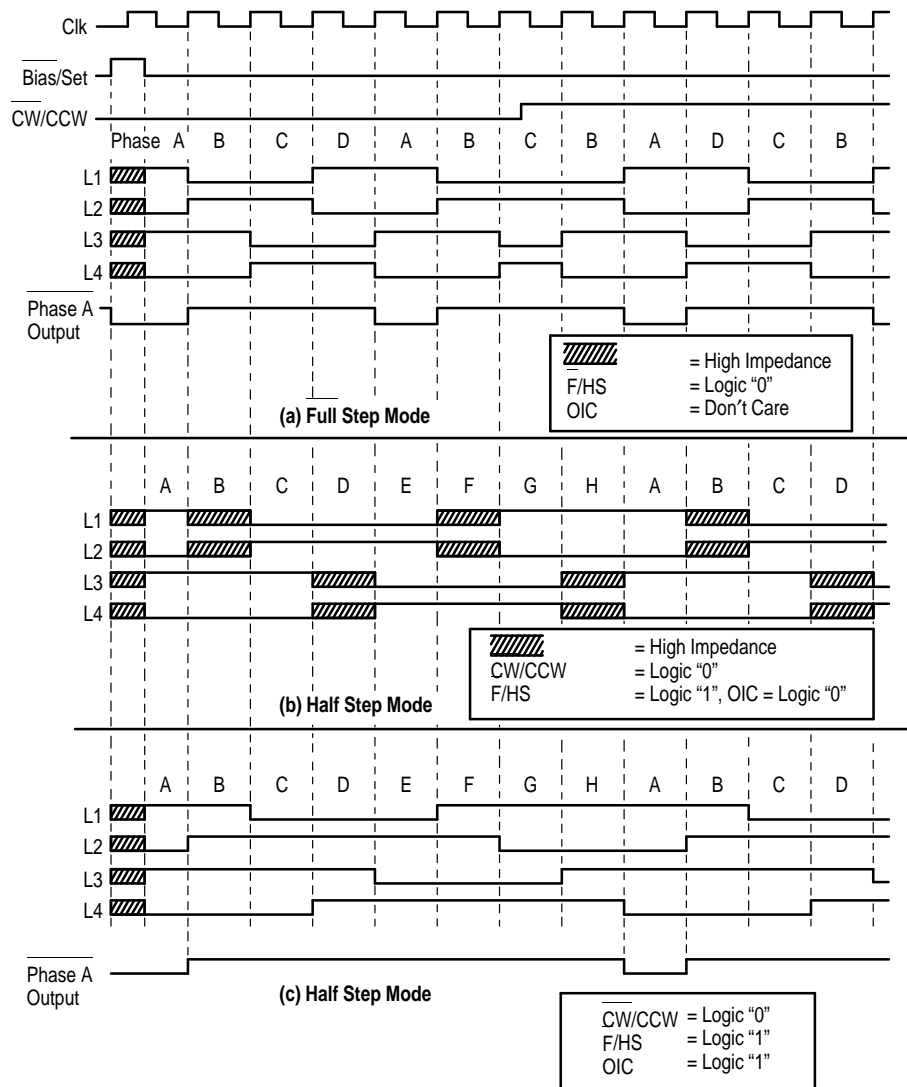 Clk
Bias/Set
CW/CCW
Phase A B C D A B C B A D C B
L1
L2
L3
L4
Phase A
Output
= High Impedance
F/HS = Logic “0”
OIC = Don′t Care
(a) Full Step Mode
A B C D E F G H A B C D
L1
L2
L3
L4
= High Impedance
CW/CCW = Logic “0”
F/HS = Logic “1”, OIC = Logic “0”
(b) Half Step Mode
A B C D E F G H A B C D
L1
L2
L3
L4
Phase A
Output
(c) Half Step Mode
CW/CCW = Logic “0”
F/HS = Logic “1”
OIC = Logic “1”